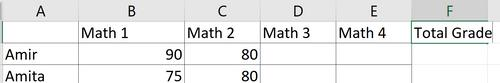 A B C D E F
Math 1 Math 2 Math 3 Math 4 Total Grade
Amir 90 80
Amita 75 80